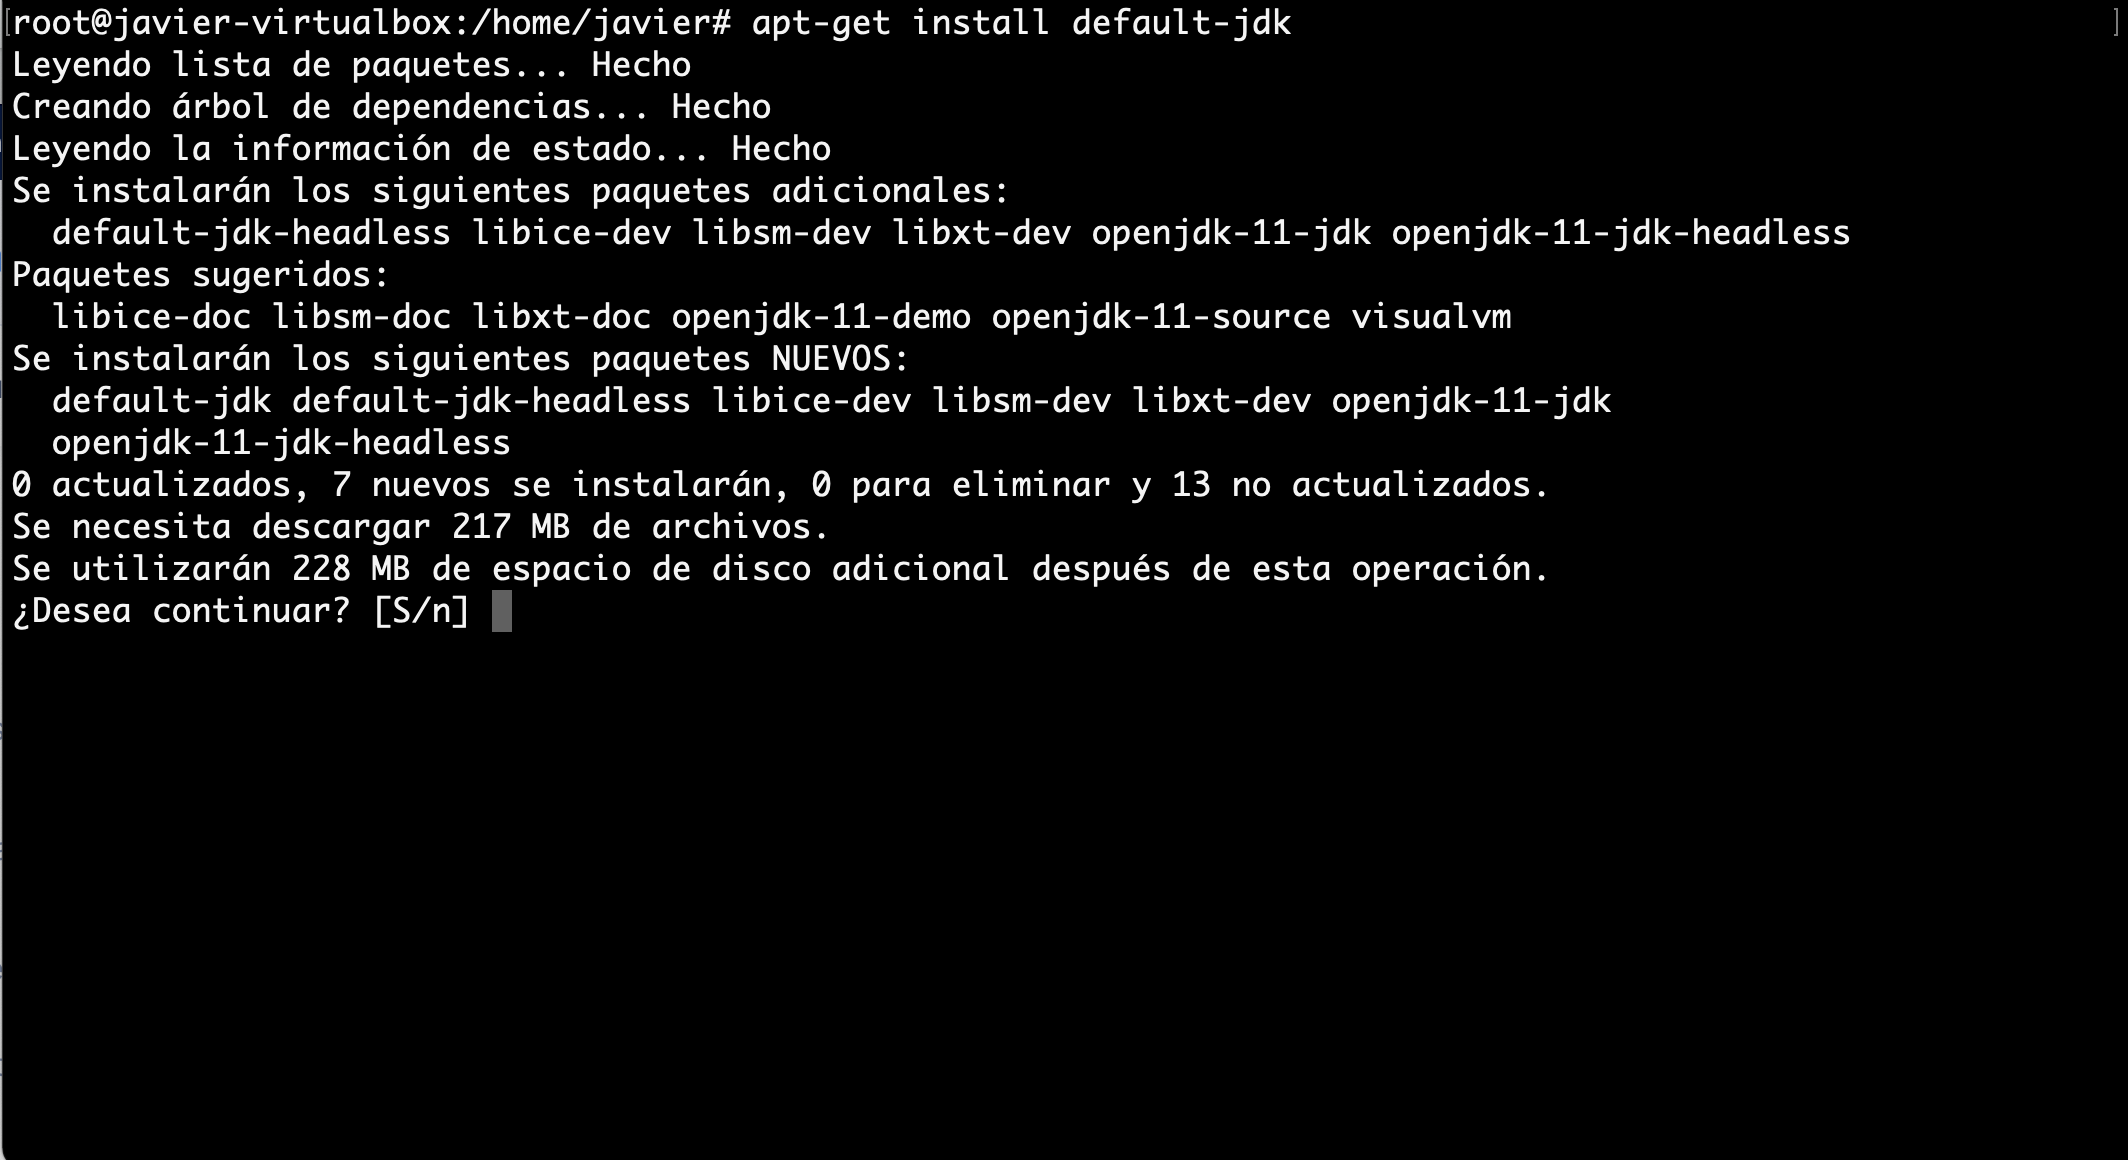 [root@javier-virtualbox:/home/javier# apt-get install default-jdk ]
Leyendo lista de paquetes... Hecho
Creando árbol de dependencias... Hecho
Leyendo la información de estado... Hecho
Se instalarán los siguientes paquetes adicionales:
  default-jdk-headless libice-dev libsm-dev libxt-dev openjdk-11-jdk openjdk-11-jdk-headless
Paquetes sugeridos:
  libice-doc libsm-doc libxt-doc openjdk-11-demo openjdk-11-source visualvm
Se instalarán los siguientes paquetes NUEVOS:
  default-jdk default-jdk-headless libice-dev libsm-dev libxt-dev openjdk-11-jdk
  openjdk-11-jdk-headless
0 actualizados, 7 nuevos se instalarán, 0 para eliminar y 13 no actualizados.
Se necesita descargar 217 MB de archivos.
Se utilizarán 228 MB de espacio de disco adicional después de esta operación.
¿Desea continuar? [S/n]